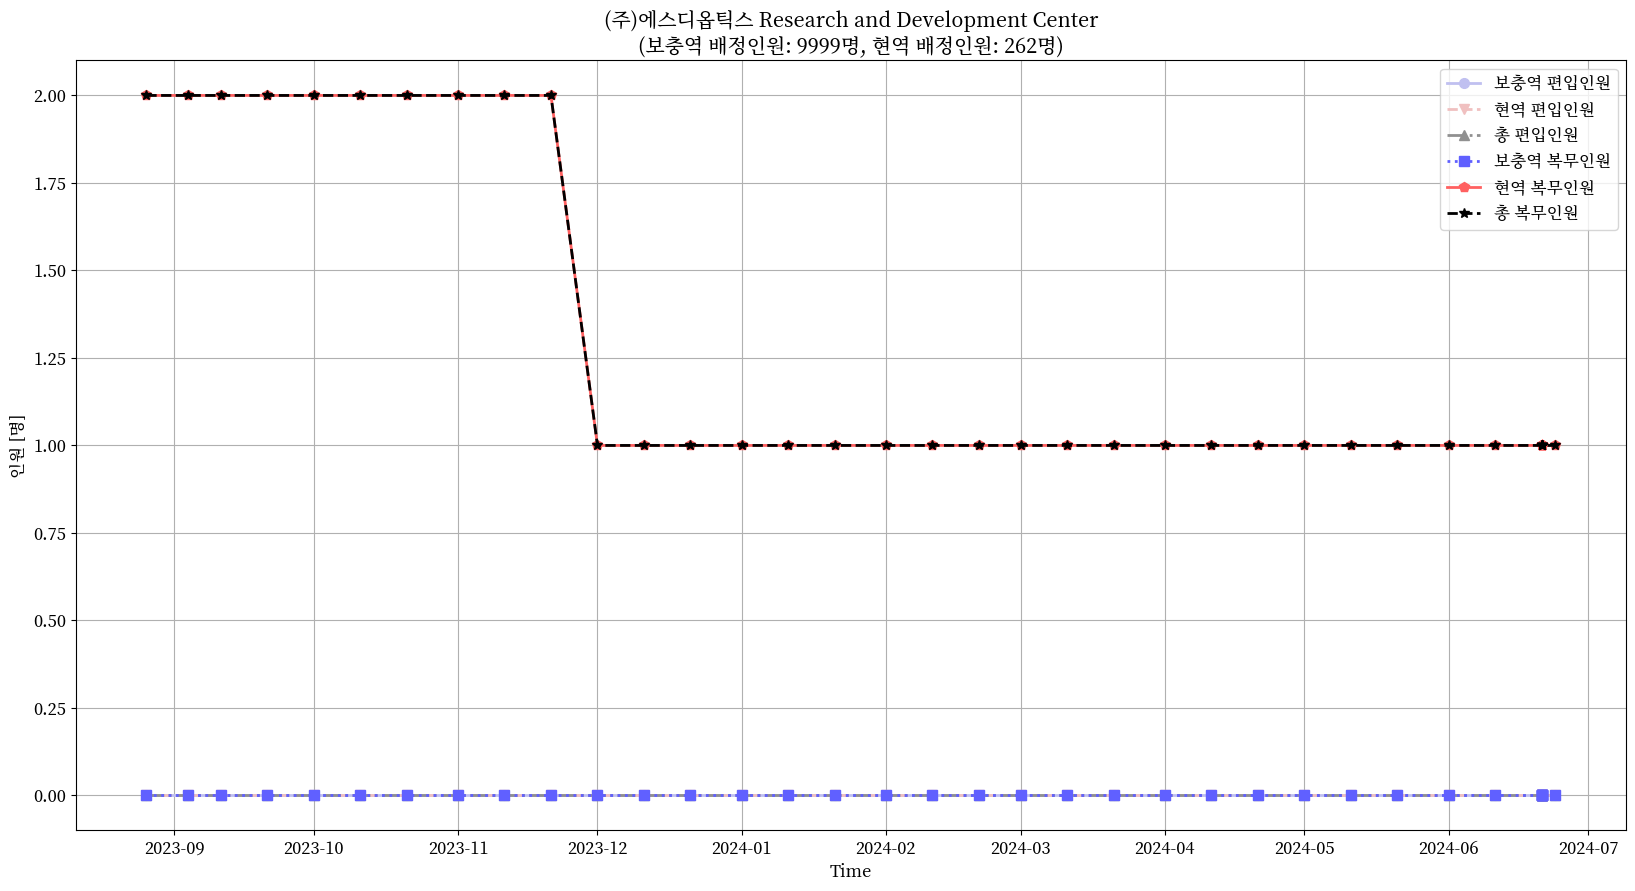 (주)에스디옵틱스 Research and Development Center
(보충역 배정인원: 9999명, 현역 배정인원: 262명)
보충역 편입인원
현역 편입인원
총 편입인원
보충역 복무인원
현역 복무인원
총 복무인원
인원 [명]
2.00
1.75
1.50
1.25
1.00
0.75
0.50
0.25
0.00
2023-09 2023-10 2023-11 2023-12 2024-01 2024-02 2024-03 2024-04 2024-05 2024-06 2024-07
Time